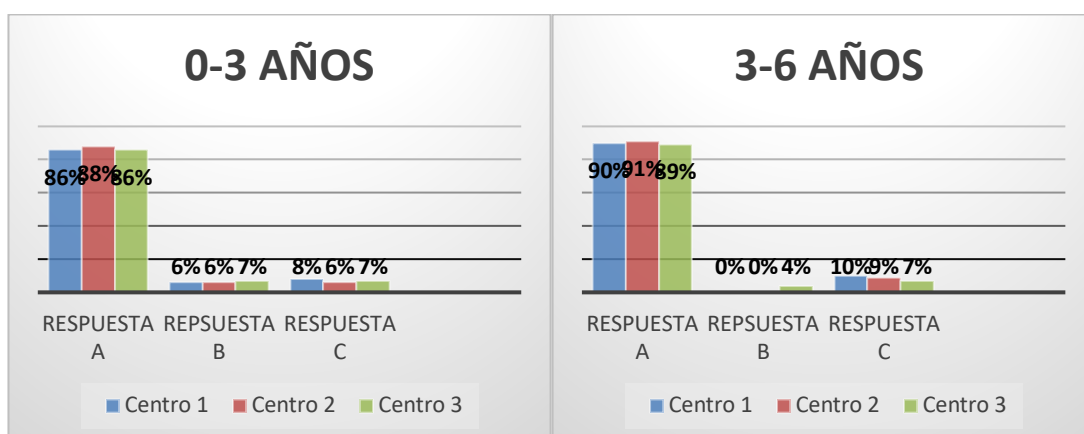 0-3 AÑOS
86% 88% 86%
6% 6% 7%
8% 6% 7%
RESPUESTA A
REPSUESTA B
RESPUESTA C
Centro 1 Centro 2 Centro 3
3-6 AÑOS
90% 91% 89%
0% 0% 4%
10% 9% 7%
RESPUESTA A
REPSUESTA B
RESPUESTA C
Centro 1 Centro 2 Centro 3